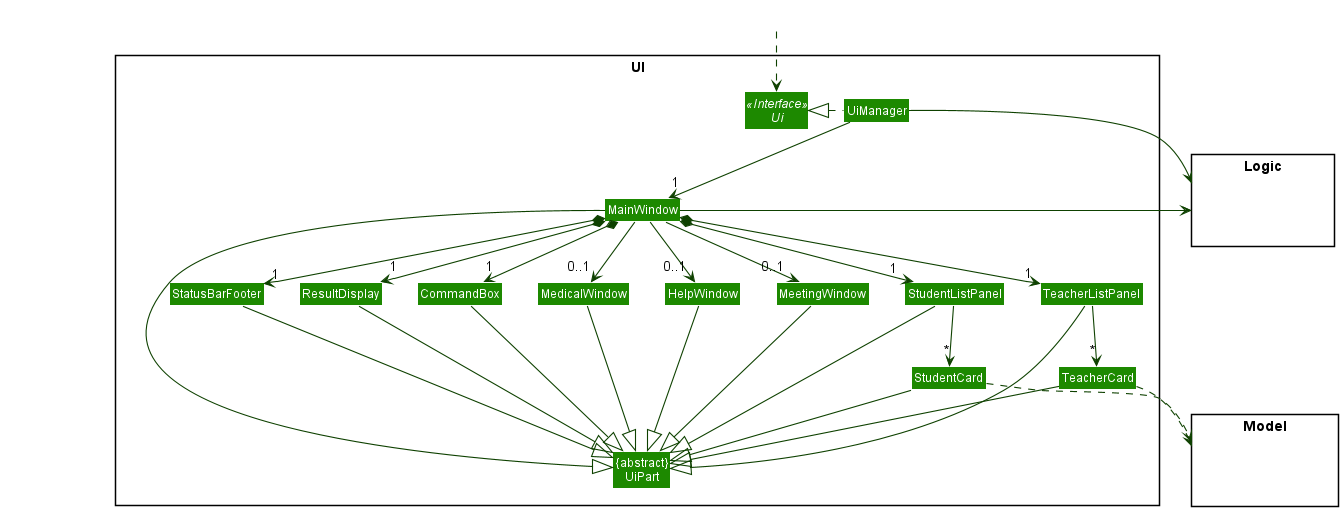 UI
«Interface»
Ui
UiManager
Logic
1
MainWindow
1
1
1
0..1
0..1
0..1
1
1
StatusBarFooter
ResultDisplay
CommandBox
MedicalWindow
HelpWindow
MeetingWindow
StudentListPanel
TeacherListPanel
*
*
StudentCard
TeacherCard
Model
{abstract}
UiPart